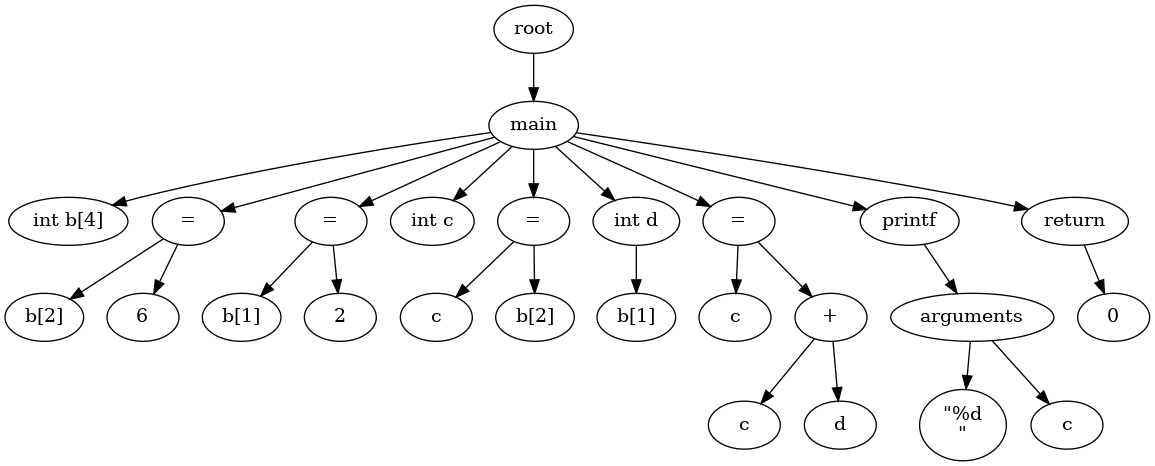 root
main
int b[4]
=
=
int c
=
int d
=
printf
return
b[2]
6
b[1]
2
c
b[2]
b[1]
c
+
arguments
0
c
d
"%d
"
c